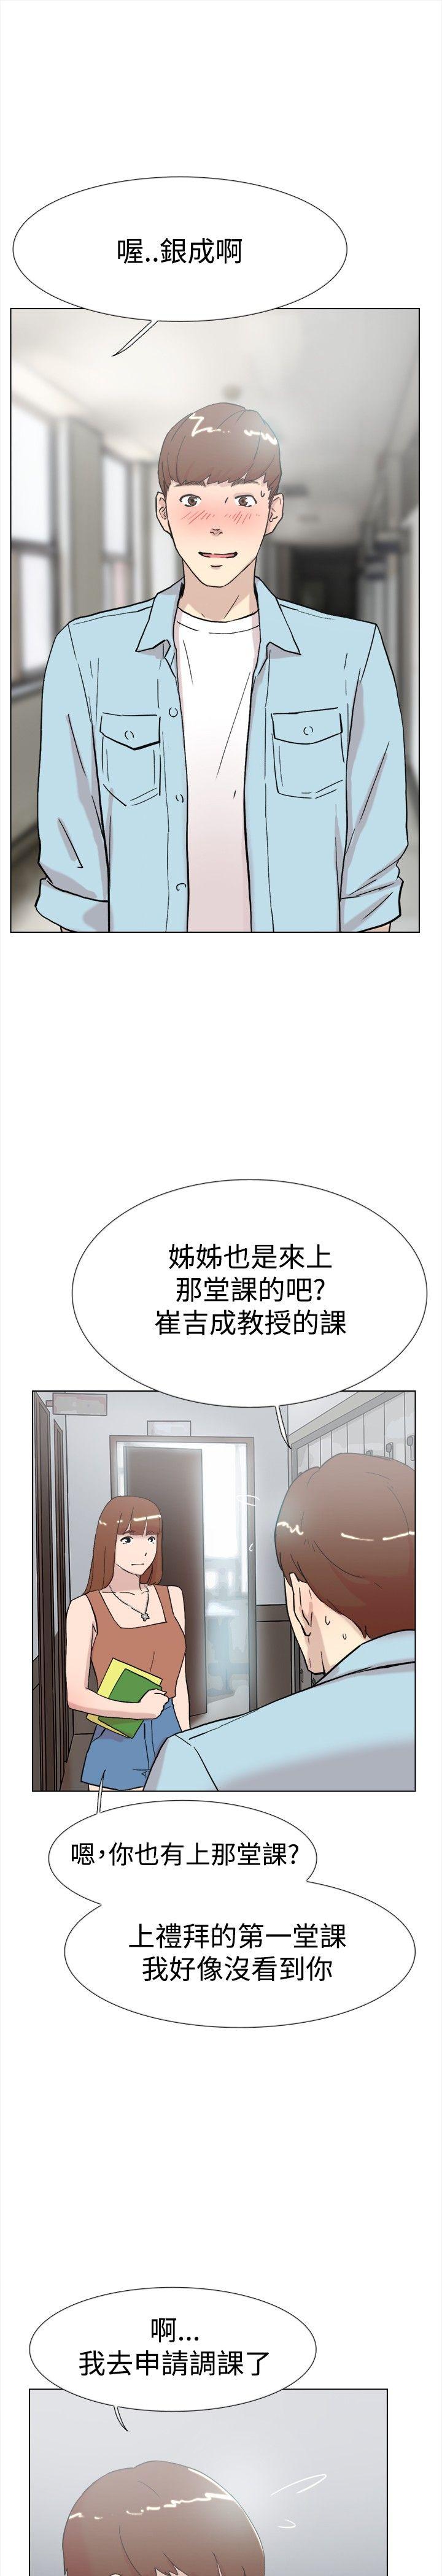 喔..銀成啊
姊姊也是來上
那堂課的吧?
崔吉成教授的課
嗯,你也有上那堂課?
上禮拜的第一堂課
我好像沒看到你
啊...
我去申請調課了